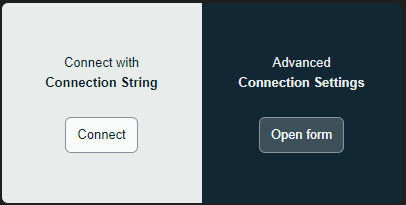 Connect with
Connection String
Connect
Advanced
Connection Settings
Open form